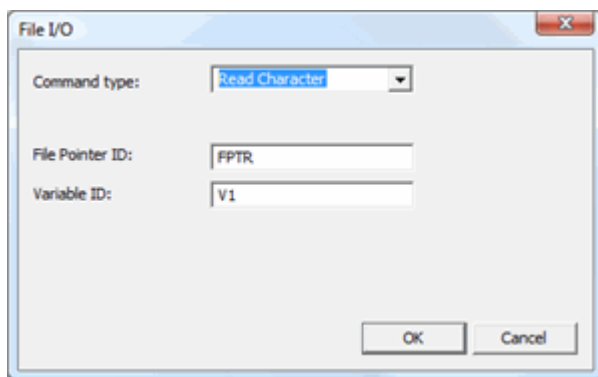 File I/O
Command type: Read Character
File Pointer ID: FPTR
Variable ID: V1
OK Cancel